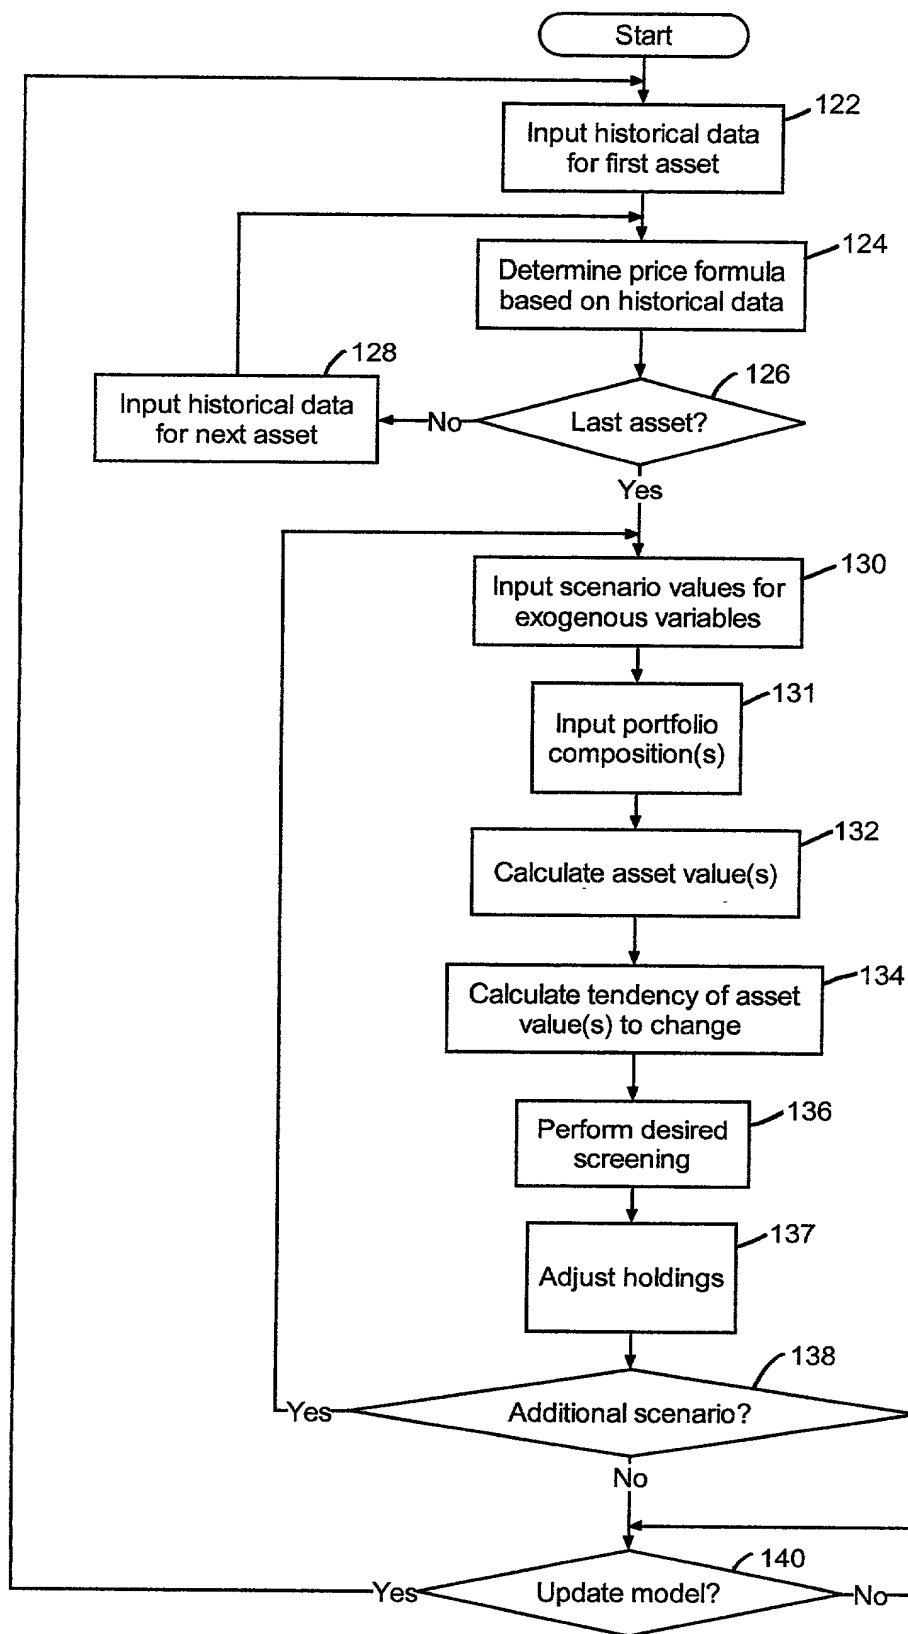 Start
122
Input historical data
for first asset
124
Determine price formula
based on historical data
128
Input historical data
for next asset
126
No
Last asset?
Yes
130
Input scenario values for
exogenous variables
131
Input portfolio
composition(s)
132
Calculate asset value(s)
134
Calculate tendency of asset
value(s) to change
136
Perform desired
screening
137
Adjust holdings
138
Yes
Additional scenario?
No
140
Yes
Update model?
No